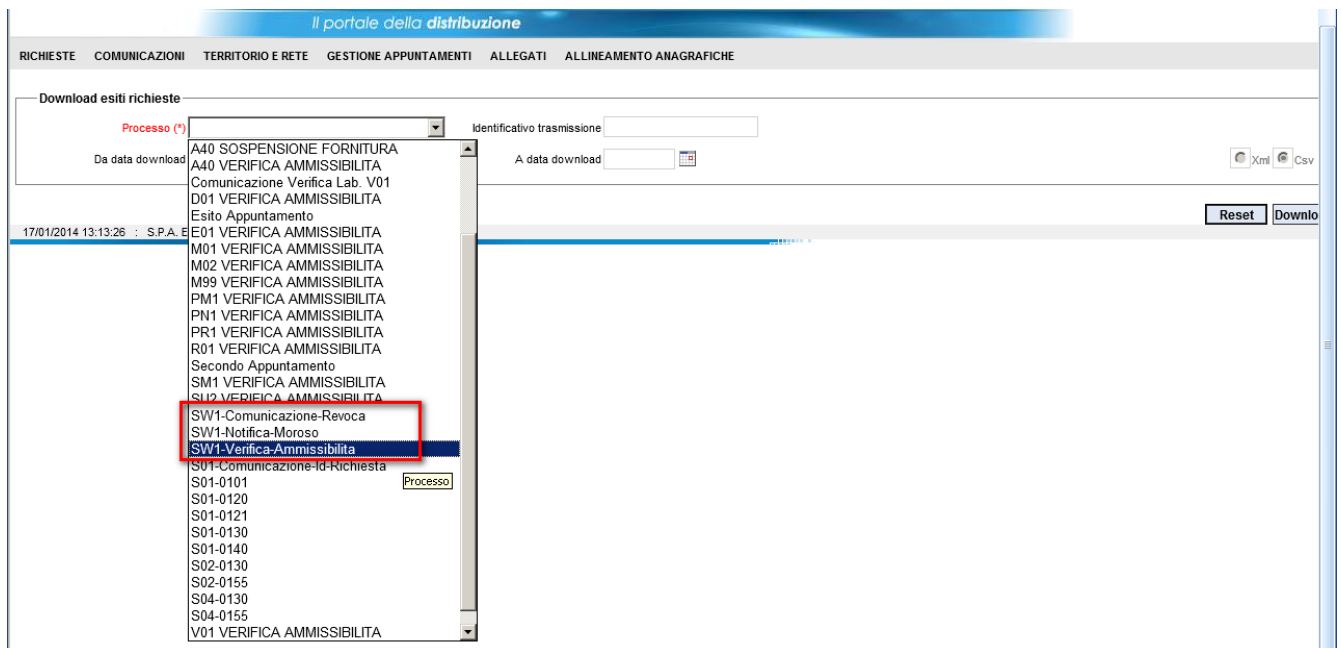 Il portale della distribuzione
RICHIESTE COMUNICAZIONI TERRITORIO E RETE GESTIONE APPUNTAMENTI ALLEGATI ALLINEAMENTO ANAGRAFICHE
Download esiti richieste
Processo (*) Identificativo trasmissione
Da data download A data download Xml Csv
A40 SOSPENSIONE FORNITURA
A40 VERIFICA AMMISSIBILITA
Comunicazione Verifica Lab. V01
D01 VERIFICA AMMISSIBILITA
Esito Appuntamento
E01 VERIFICA AMMISSIBILITA
M01 VERIFICA AMMISSIBILITA
M02 VERIFICA AMMISSIBILITA
M99 VERIFICA AMMISSIBILITA
PM1 VERIFICA AMMISSIBILITA
PN1 VERIFICA AMMISSIBILITA
PR1 VERIFICA AMMISSIBILITA
R01 VERIFICA AMMISSIBILITA
Secondo Appuntamento
SM1 VERIFICA AMMISSIBILITA
SU2 VERIFICA AMMISSIBILITA
SW1-Comunicazione-Revoca
SW1-Notifica-Moroso
SW1-Verifica-Ammissibilita
S01-Comunicazione-Id-Richiesta
S01-0101
Processo
S01-0120
S01-0121
S01-0130
S01-0140
S02-0130
S02-0155
S04-0130
S04-0155
V01 VERIFICA AMMISSIBILITA
Reset Downlo
17/01/2014 13:13:26 : S.P.A. E